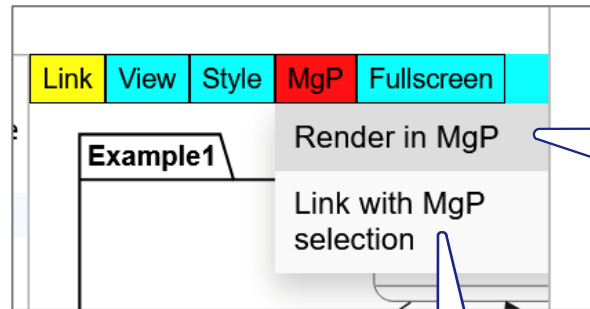 Link View Style MgP Fullscreen
Example1
Render in MgP
Link with MgP
selection